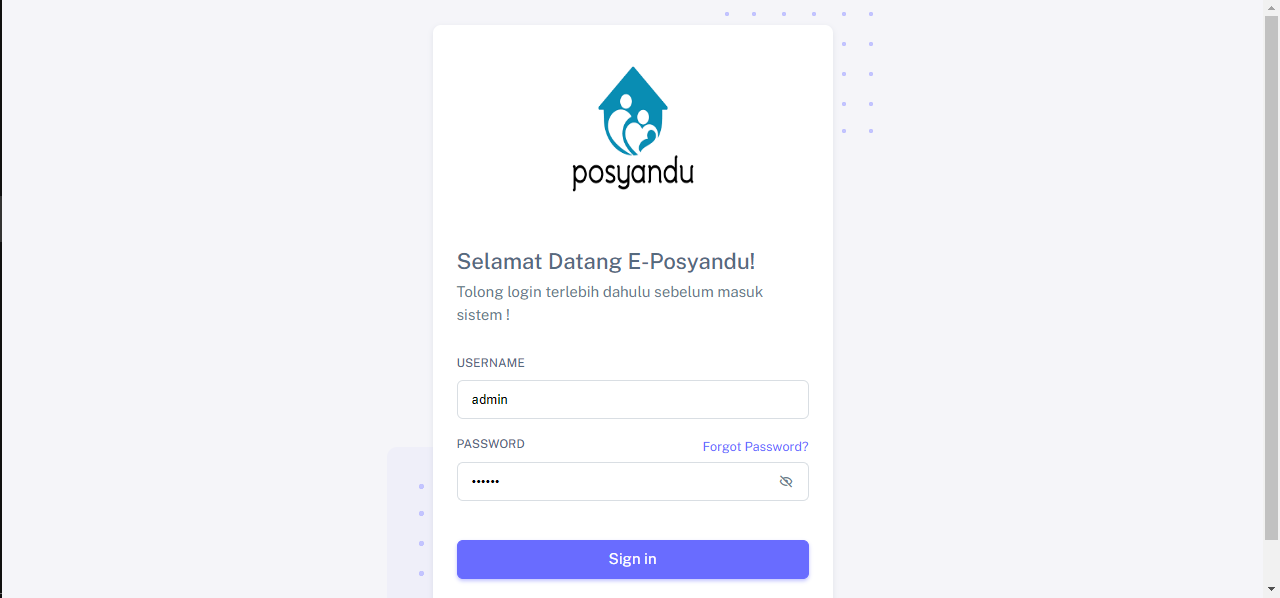 posyandu
Selamat Datang E-Posyandu!
Tolong login terlebih dahulu sebelum masuk
sistem !
USERNAME
admin
PASSWORD
Forgot Password?
••••••
Sign in